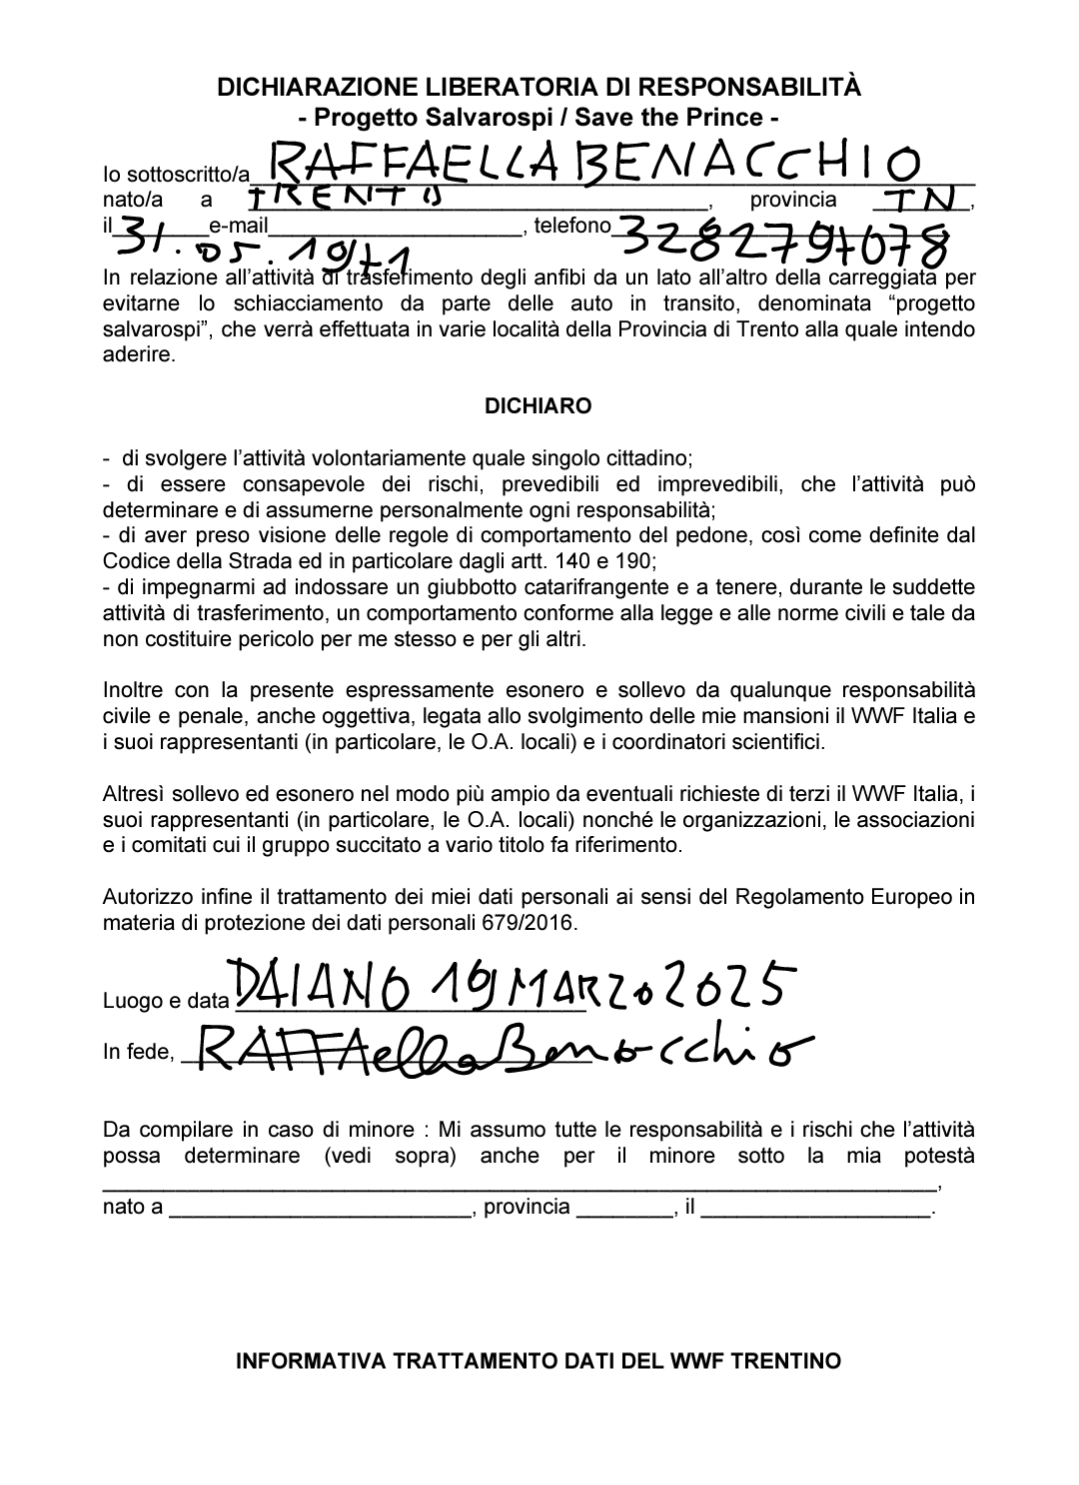 DICHIARAZIONE LIBERATORIA DI RESPONSABILITÀ
- Progetto Salvarospi / Save the Prince -
Io sottoscritto/a RAFFAELLA BENACCHIO
nato/a a TRENTO, provincia TN,
il 31.05.1971 e-mail____________________, telefono 3282797078
In relazione all'attività di trasferimento degli anfibi da un lato all'altro della carreggiata per
evitarne lo schiacciamento da parte delle auto in transito, denominata “progetto
salvarospi”, che verrà effettuata in varie località della Provincia di Trento alla quale intendo
aderire.
DICHIARO
- di svolgere l'attività volontariamente quale singolo cittadino;
- di essere consapevole dei rischi, prevedibili ed imprevedibili, che l'attività può
determinare e di assumerne personalmente ogni responsabilità;
- di aver preso visione delle regole di comportamento del pedone, così come definite dal
Codice della Strada ed in particolare dagli artt. 140 e 190;
- di impegnarmi ad indossare un giubbotto catarifrangente e a tenere, durante le suddette
attività di trasferimento, un comportamento conforme alla legge e alle norme civili e tale da
non costituire pericolo per me stesso e per gli altri.
Inoltre con la presente espressamente esonero e sollevo da qualunque responsabilità
civile e penale, anche oggettiva, legata allo svolgimento delle mie mansioni il WWF Italia e
i suoi rappresentanti (in particolare, le O.A. locali) e i coordinatori scientifici.
Altresì sollevo ed esonero nel modo più ampio da eventuali richieste di terzi il WWF Italia, i
suoi rappresentanti (in particolare, le O.A. locali) nonché le organizzazioni, le associazioni
e i comitati cui il gruppo succitato a vario titolo fa riferimento.
Autorizzo infine il trattamento dei miei dati personali ai sensi del Regolamento Europeo in
materia di protezione dei dati personali 679/2016.
Luogo e data DAIANO 19 MARZO 2025
In fede, RAFFAella Benacchio
Da compilare in caso di minore : Mi assumo tutte le responsabilità e i rischi che l'attività
possa determinare (vedi sopra) anche per il minore sotto la mia potestà
____________________,
nato a ____________________, provincia ________, il ____________________.
INFORMATIVA TRATTAMENTO DATI DEL WWF TRENTINO